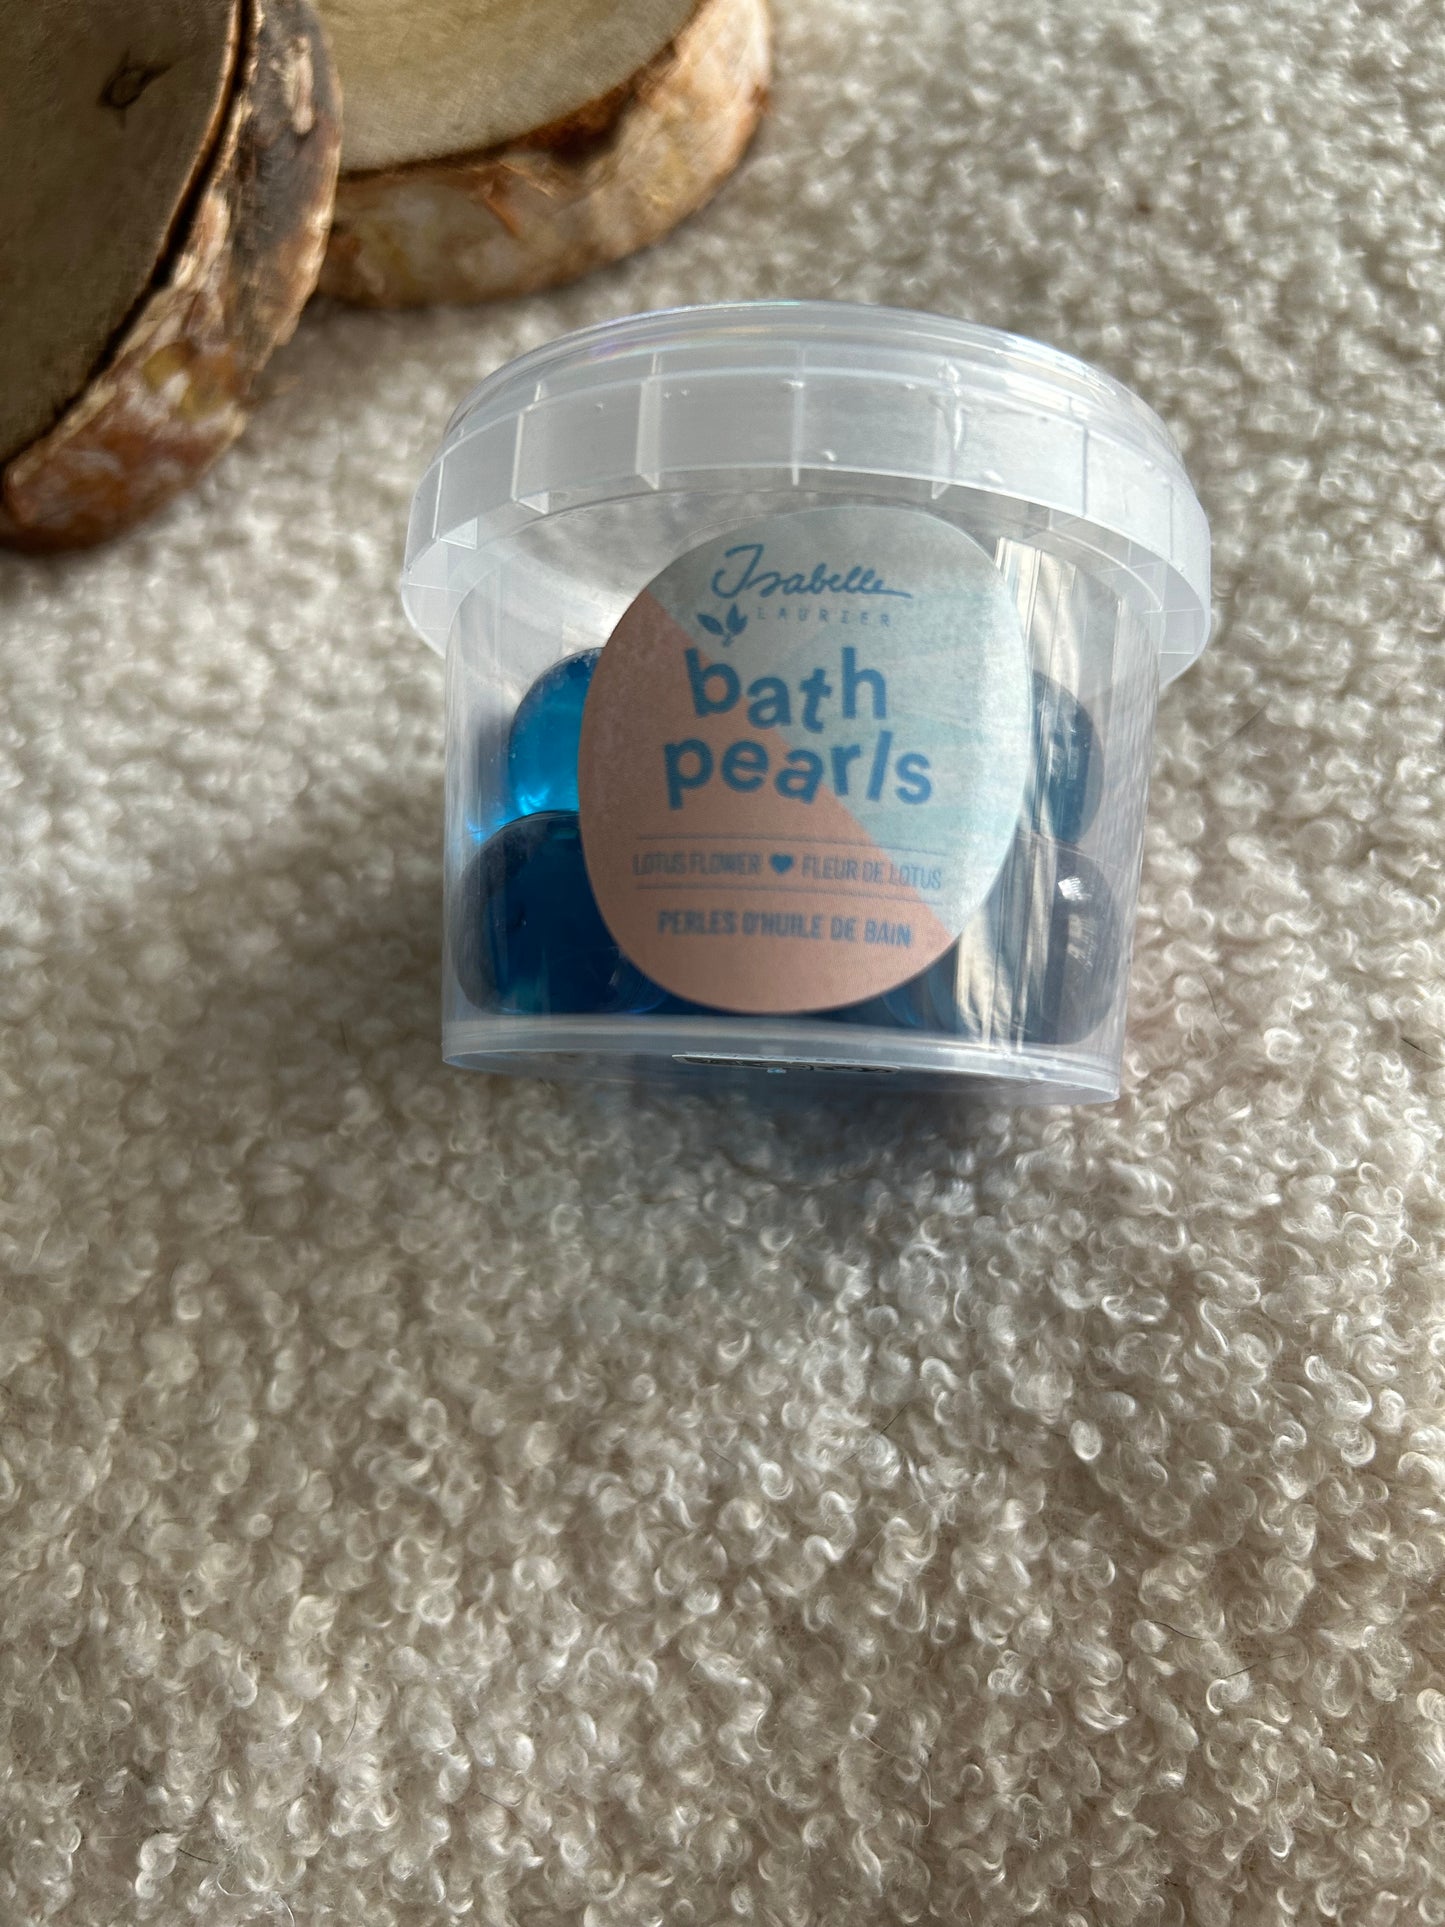 Isabelle
LAURIER
bath
pearls
LOTUS FLOWER ♥ FLEUR DE LOTUS
PERLES D'HUILE DE BAIN